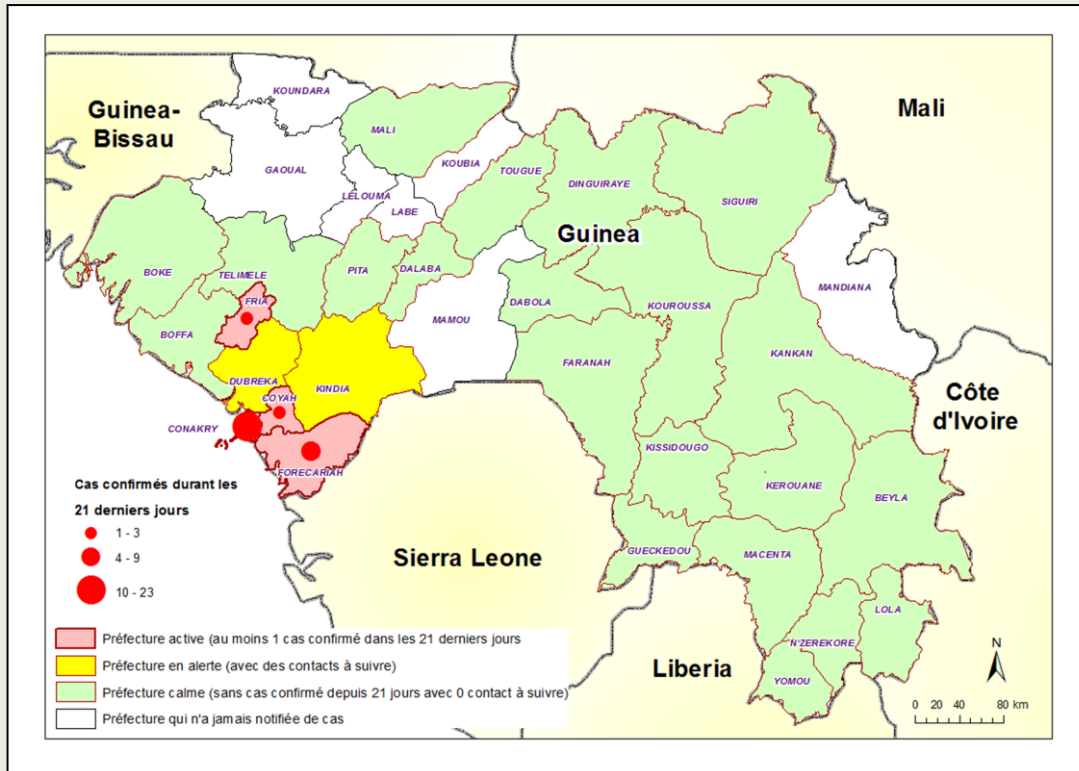 Guinea-
Bissau
Mali
KOUNDARA
MALI
KOUBIA
GAOUAL
TOUGUE
DINGUIRAYE
LELOUMA
LABE
SIGUIRI
Guinea
BOKE
TELIMELE
PITA
DALABA
MANDIANA
FRIA
DABOLA
KOUROUSSA
MAMOU
BOFFA
KANKAN
FARANAH
DUBREKA
KINDIA
Côte
d'Ivoire
COYAH
CONAKRY
KISSIDOUGO
FORECARIAH
KEROUANE
BEYLA
Cas confirmés durant les
21 derniers jours
1 - 3
4 - 9
10 - 23
Sierra Leone
GUECKEDOU
MACENTA
LOLA
N'ZEREKORE
Liberia
YOMOU
Préfecture active (au moins 1 cas confirmé dans les 21 derniers jours
Préfecture en alerte (avec des contacts à suivre)
Préfecture calme (sans cas confirmé depuis 21 jours avec 0 contact à suivre)
Préfecture qui n'a jamais notifiée de cas
N
0 20 40 80 km